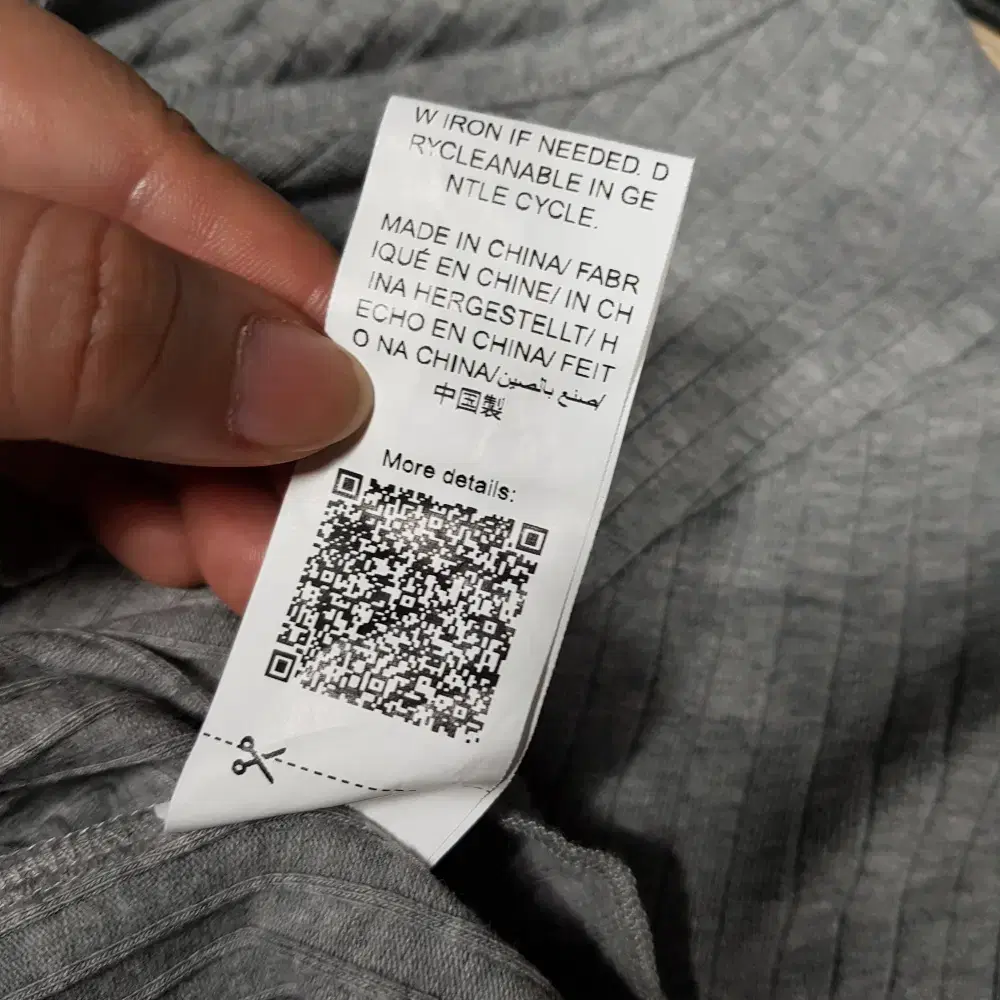 W IRON IF NEEDED. D
RYCLEANABLE IN GE
NTLE CYCLE.
MADE IN CHINA/ FABR
IQUÉ EN CHINE/ IN CH
INA HERGESTELLT/ H
ECHO EN CHINA/ FEIT
O NA CHINA/صنع بالصين/
中国製
More details: